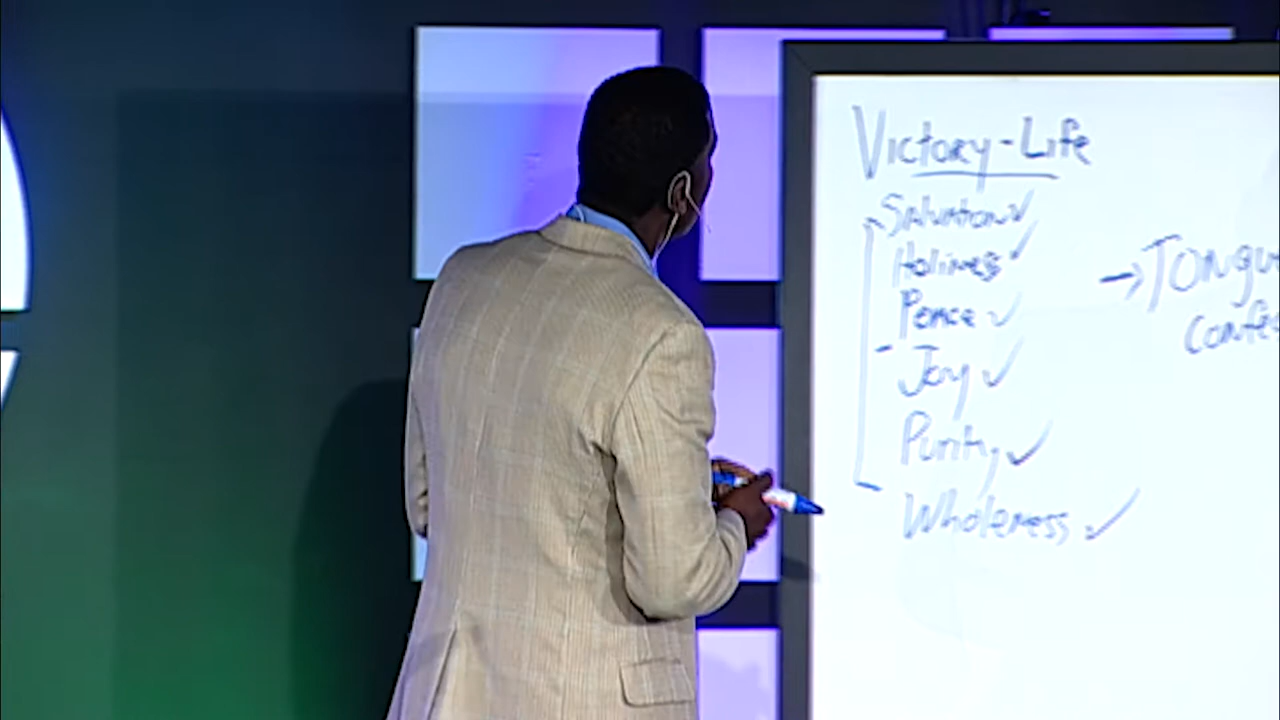 Victory-Life
Salvation ✓
Holiness ✓
Peace ✓
Joy ✓
Purity ✓
Wholeness ✓
→ Tongu
Confe